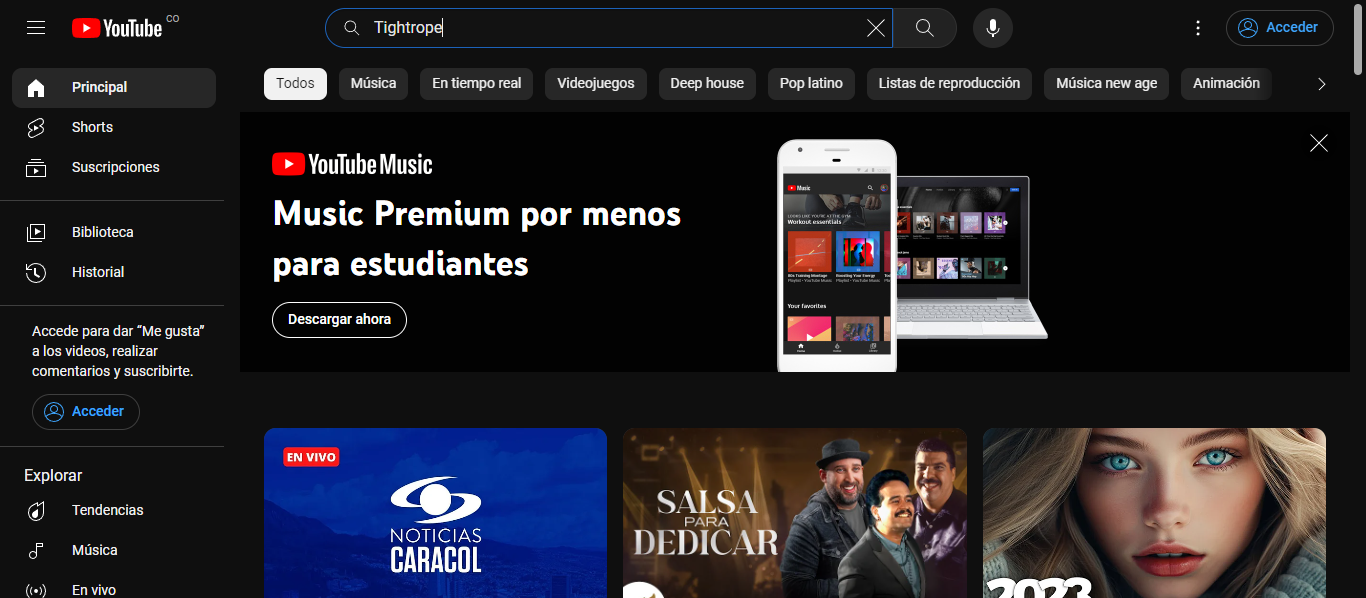 YouTube CO
Tightrope
Acceder
Principal
Shorts
Suscripciones
Biblioteca
Historial
Accede para dar “Me gusta”
a los videos, realizar
comentarios y suscribirte.
Acceder
Explorar
Tendencias
Música
En vivo
Todos
Música
En tiempo real
Videojuegos
Deep house
Pop latino
Listas de reproducción
Música new age
Animación
YouTube Music
Music Premium por menos
para estudiantes
Descargar ahora
Music
Workout essentials
Your favorites
EN VIVO
NOTICIAS
CARACOL
SALSA
PARA
DEDICAR
2023